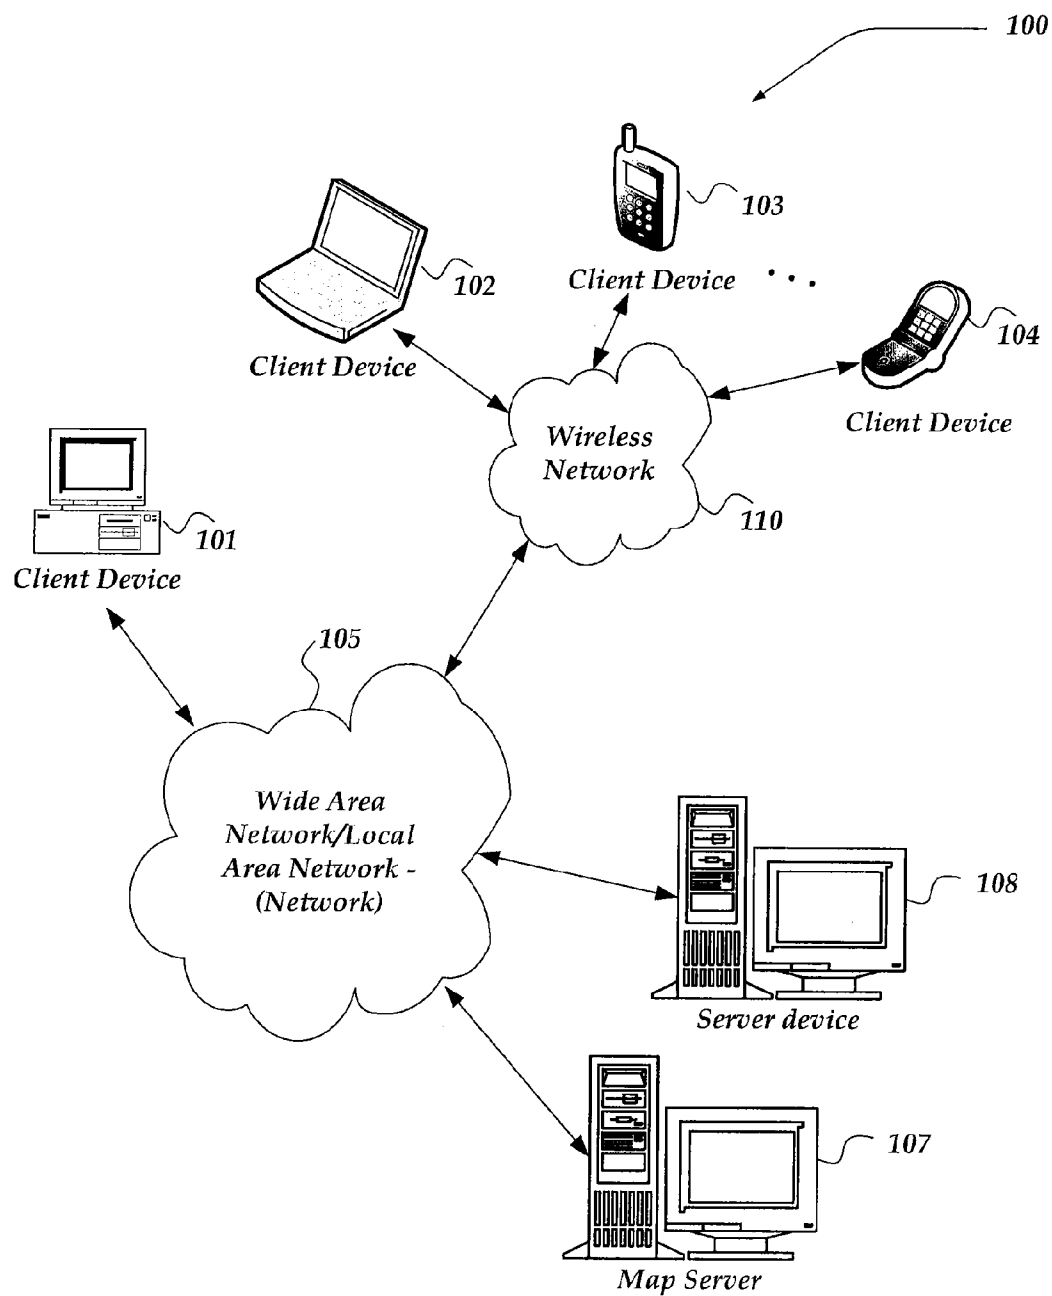 100
103
Client Device
. . .
102
104
Client Device
Client Device
Wireless
Network
110
101
Client Device
105
Wide Area
Network/Local
Area Network -
(Network)
108
Server device
107
Map Server